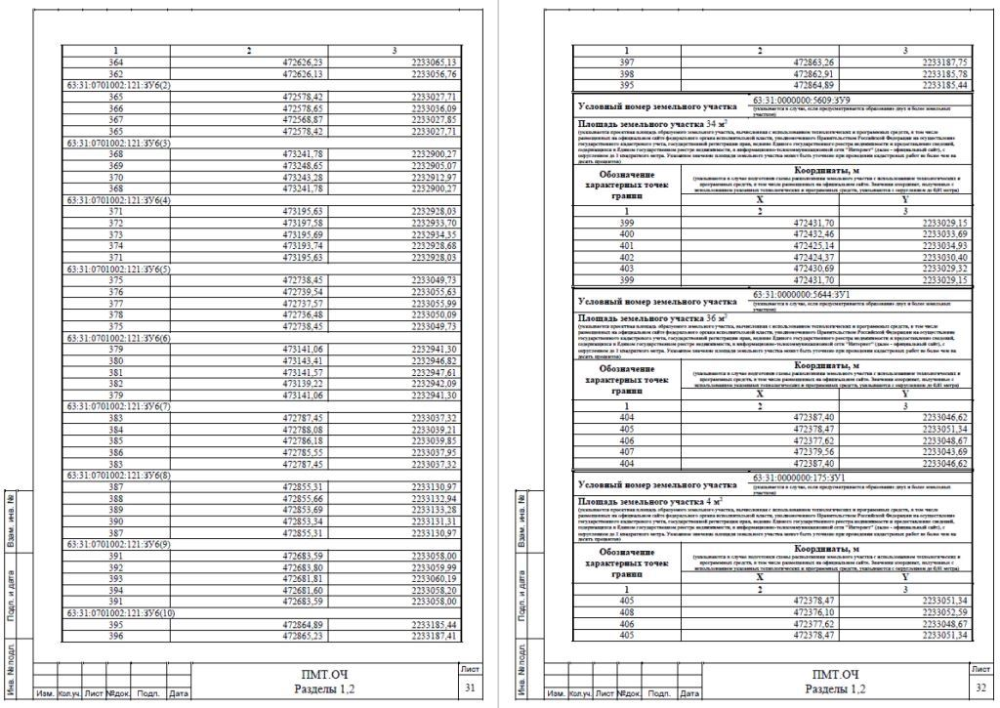 1 2 3
364 472626,23 2233065,13
362 472626,13 2233056,76
63:31:0701002:121:ЗУ6(2)
365 472578,42 2233027,71
366 472578,65 2233036,09
367 472568,87 2233027,85
365 472578,42 2233027,71
63:31:0701002:121:ЗУ6(3)
368 473241,78 2232900,27
369 473248,65 2232905,07
370 473243,28 2232912,97
368 473241,78 2232900,27
63:31:0701002:121:ЗУ6(4)
371 473195,63 2232928,03
372 473197,58 2232933,70
373 473195,69 2232934,35
374 473193,74 2232928,68
371 473195,63 2232928,03
63:31:0701002:121:ЗУ6(5)
375 472738,45 2233049,73
376 472739,54 2233055,63
377 472737,57 2233055,99
378 472736,48 2233050,09
375 472738,45 2233049,73
63:31:0701002:121:ЗУ6(6)
379 473141,06 2232941,30
380 473143,41 2232946,82
381 473141,57 2232947,61
382 473139,22 2232942,09
379 473141,06 2232941,30
63:31:0701002:121:ЗУ6(7)
383 472787,45 2233037,32
384 472788,08 2233039,21
385 472786,18 2233039,85
386 472785,55 2233037,95
383 472787,45 2233037,32
63:31:0701002:121:ЗУ6(8)
387 472855,31 2233130,97
388 472855,66 2233132,94
389 472853,69 2233133,28
390 472853,34 2233131,31
387 472855,31 2233130,97
63:31:0701002:121:ЗУ6(9)
391 472683,59 2233058,00
392 472683,80 2233059,99
393 472681,81 2233060,19
394 472681,60 2233058,20
391 472683,59 2233058,00
63:31:0701002:121:ЗУ6(10)
395 472864,89 2233185,44
396 472865,23 2233187,41
Взам. инв. №
Подп. и дата
Инв. № подл.
Изм. Кол.уч. Лист №док. Подп. Дата
ПМТ.ОЧ
Разделы 1,2
Лист
31
1 2 3
397 472863,26 2233187,75
398 472862,91 2233185,78
395 472864,89 2233185,44
Условный номер земельного участка 63:31:0000000:5609:ЗУ9
(указывается в случае, если предусматривается образование двух и более земельных
участков)
Площадь земельного участка 34 м2
(указывается проектная площадь образуемого земельного участка, вычисленная с использованием технологических и программных средств, в том числе
размещенных на официальном сайте федерального органа исполнительной власти, уполномоченного Правительством Российской Федерации на осуществление
государственного кадастрового учета, государственной регистрации прав, ведение Единого государственного реестра недвижимости и предоставление сведений,
содержащихся в Едином государственном реестре недвижимости, в информационно-телекоммуникационной сети "Интернет" (далее - официальный сайт), с
округлением до 1 квадратного метра. Указанное значение площади земельного участка может быть уточнено при проведении кадастровых работ не более чем на
десять процентов)
Обозначение
характерных точек
границ
Координаты, м
(указываются в случае подготовки схемы расположения земельного участка с использованием технологических и
программных средств, в том числе размещенных на официальном сайте. Значения координат, полученные с
использованием указанных технологических и программных средств, указываются с округлением до 0,01 метра)
X Y
1 2 3
399 472431,70 2233029,15
400 472432,46 2233033,69
401 472425,14 2233034,93
402 472424,37 2233030,40
403 472430,69 2233029,32
399 472431,70 2233029,15
Условный номер земельного участка 63:31:0000000:5644:ЗУ1
(указывается в случае, если предусматривается образование двух и более земельных
участков)
Площадь земельного участка 36 м2
(указывается проектная площадь образуемого земельного участка, вычисленная с использованием технологических и программных средств, в том числе
размещенных на официальном сайте федерального органа исполнительной власти, уполномоченного Правительством Российской Федерации на осуществление
государственного кадастрового учета, государственной регистрации прав, ведение Единого государственного реестра недвижимости и предоставление сведений,
содержащихся в Едином государственном реестре недвижимости, в информационно-телекоммуникационной сети "Интернет" (далее - официальный сайт), с
округлением до 1 квадратного метра. Указанное значение площади земельного участка может быть уточнено при проведении кадастровых работ не более чем на
десять процентов)
Обозначение
характерных точек
границ
Координаты, м
(указываются в случае подготовки схемы расположения земельного участка с использованием технологических и
программных средств, в том числе размещенных на официальном сайте. Значения координат, полученные с
использованием указанных технологических и программных средств, указываются с округлением до 0,01 метра)
X Y
1 2 3
404 472387,40 2233046,62
405 472378,47 2233051,34
406 472377,62 2233048,67
407 472379,56 2233043,69
404 472387,40 2233046,62
Условный номер земельного участка 63:31:0000000:175:ЗУ1
(указывается в случае, если предусматривается образование двух и более земельных
участков)
Площадь земельного участка 4 м2
(указывается проектная площадь образуемого земельного участка, вычисленная с использованием технологических и программных средств, в том числе
размещенных на официальном сайте федерального органа исполнительной власти, уполномоченного Правительством Российской Федерации на осуществление
государственного кадастрового учета, государственной регистрации прав, ведение Единого государственного реестра недвижимости и предоставление сведений,
содержащихся в Едином государственном реестре недвижимости, в информационно-телекоммуникационной сети "Интернет" (далее - официальный сайт), с
округлением до 1 квадратного метра. Указанное значение площади земельного участка может быть уточнено при проведении кадастровых работ не более чем на
десять процентов)
Обозначение
характерных точек
границ
Координаты, м
(указываются в случае подготовки схемы расположения земельного участка с использованием технологических и
программных средств, в том числе размещенных на официальном сайте. Значения координат, полученные с
использованием указанных технологических и программных средств, указываются с округлением до 0,01 метра)
X Y
1 2 3
405 472378,47 2233051,34
408 472376,10 2233052,59
406 472377,62 2233048,67
405 472378,47 2233051,34
Взам. инв. №
Подп. и дата
Инв. № подл.
Изм. Кол.уч. Лист №док. Подп. Дата
ПМТ.ОЧ
Разделы 1,2
Лист
32